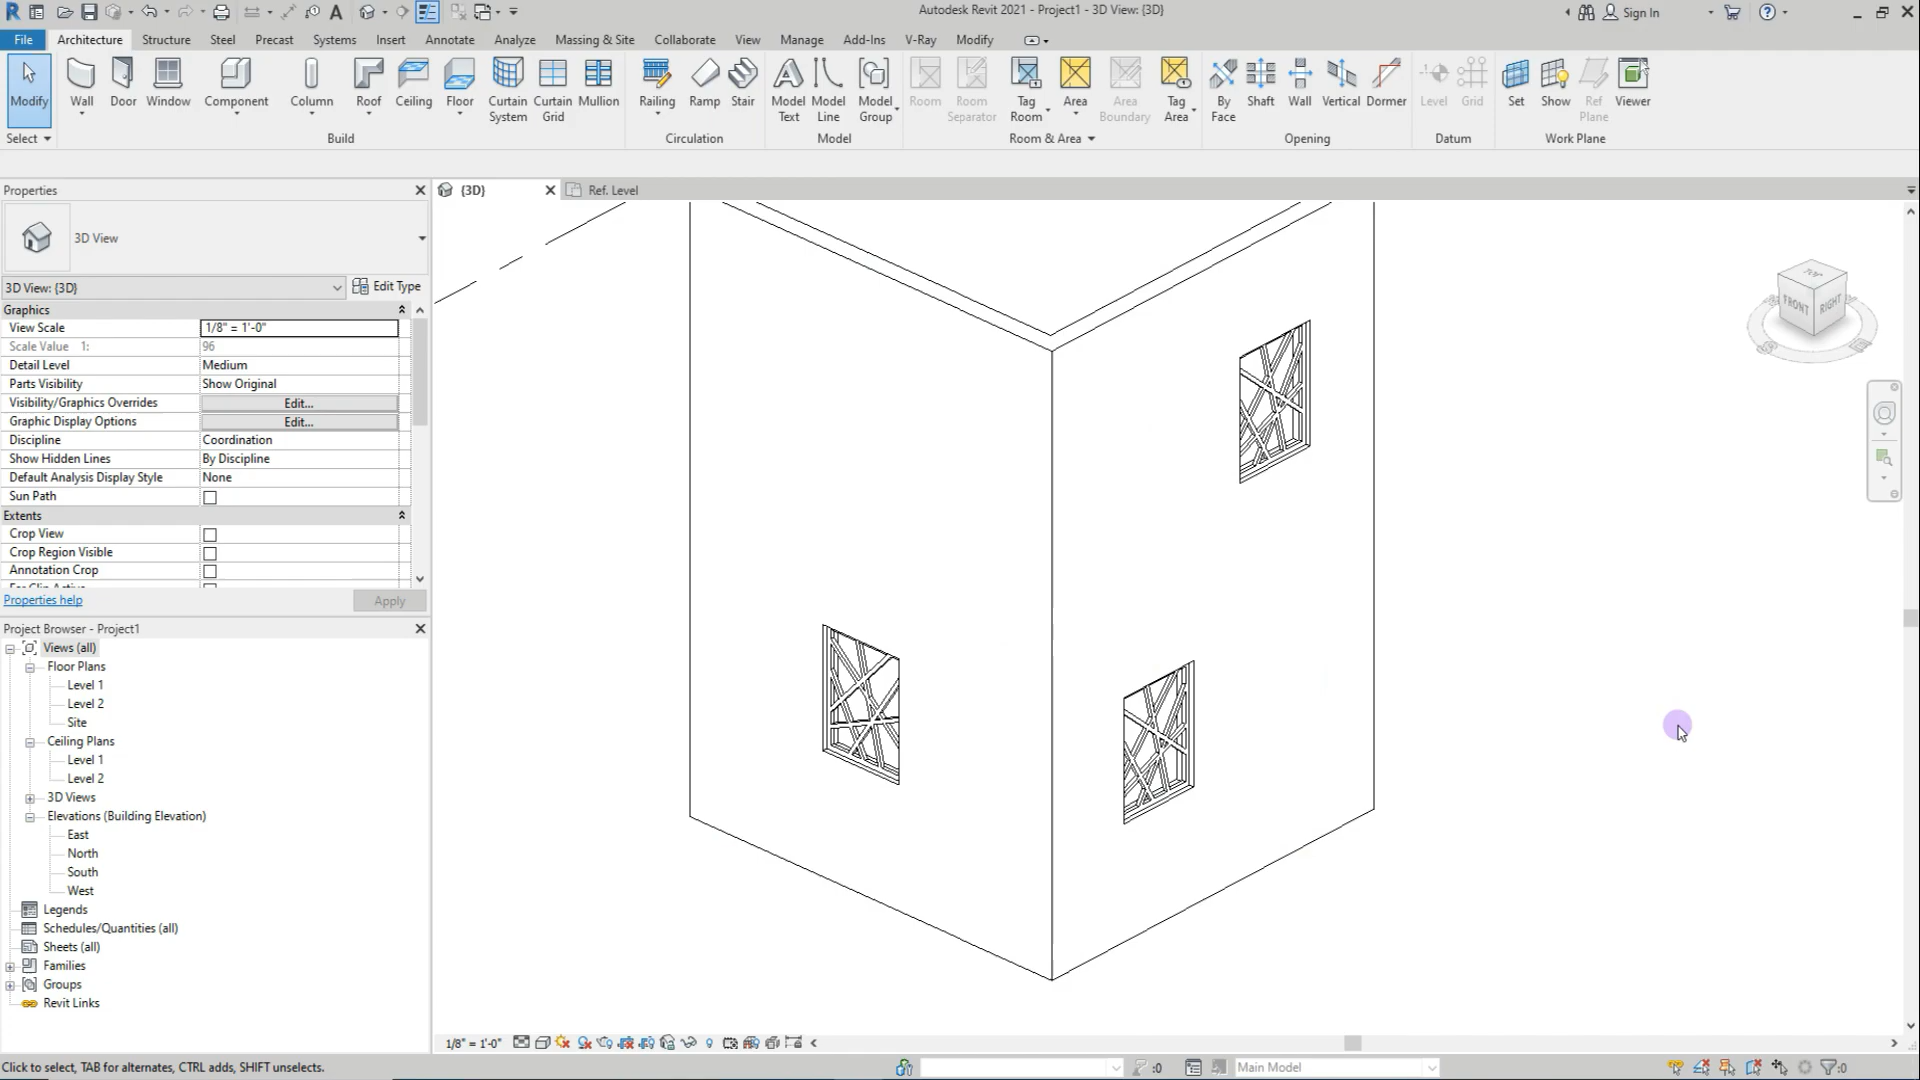 Autodesk Revit 2021 - Project1 - 3D View: {3D}
Sign In
File Architecture Structure Steel Precast Systems Insert Annotate Analyze Massing & Site Collaborate View Manage Add-Ins V-Ray Modify
Modify Wall Door Window Component Column Roof Ceiling Floor Curtain System Curtain Grid Mullion Railing Ramp Stair Model Text Model Line Model Group Room Room Separator Tag Room Area Area Boundary Tag Area By Face Shaft Wall Vertical Dormer Level Grid Set Show Ref Plane Viewer
Select Build Circulation Model Room & Area Opening Datum Work Plane
Properties
{3D}
Ref. Level
3D View
3D View: {3D}
Edit Type
Graphics
View Scale 1/8" = 1'-0"
Scale Value 1: 96
Detail Level Medium
Parts Visibility Show Original
Visibility/Graphics Overrides Edit...
Graphic Display Options Edit...
Discipline Coordination
Show Hidden Lines By Discipline
Default Analysis Display Style None
Sun Path
Extents
Crop View
Crop Region Visible
Annotation Crop
Properties help
Apply
Project Browser - Project1
Views (all)
Floor Plans
Level 1
Level 2
Site
Ceiling Plans
Level 1
Level 2
3D Views
Elevations (Building Elevation)
East
North
South
West
Legends
Schedules/Quantities (all)
Sheets (all)
Families
Groups
Revit Links
TOP
FRONT
RIGHT
1/8" = 1'-0"
Click to select, TAB for alternates, CTRL adds, SHIFT unselects.
:0
Main Model
:0